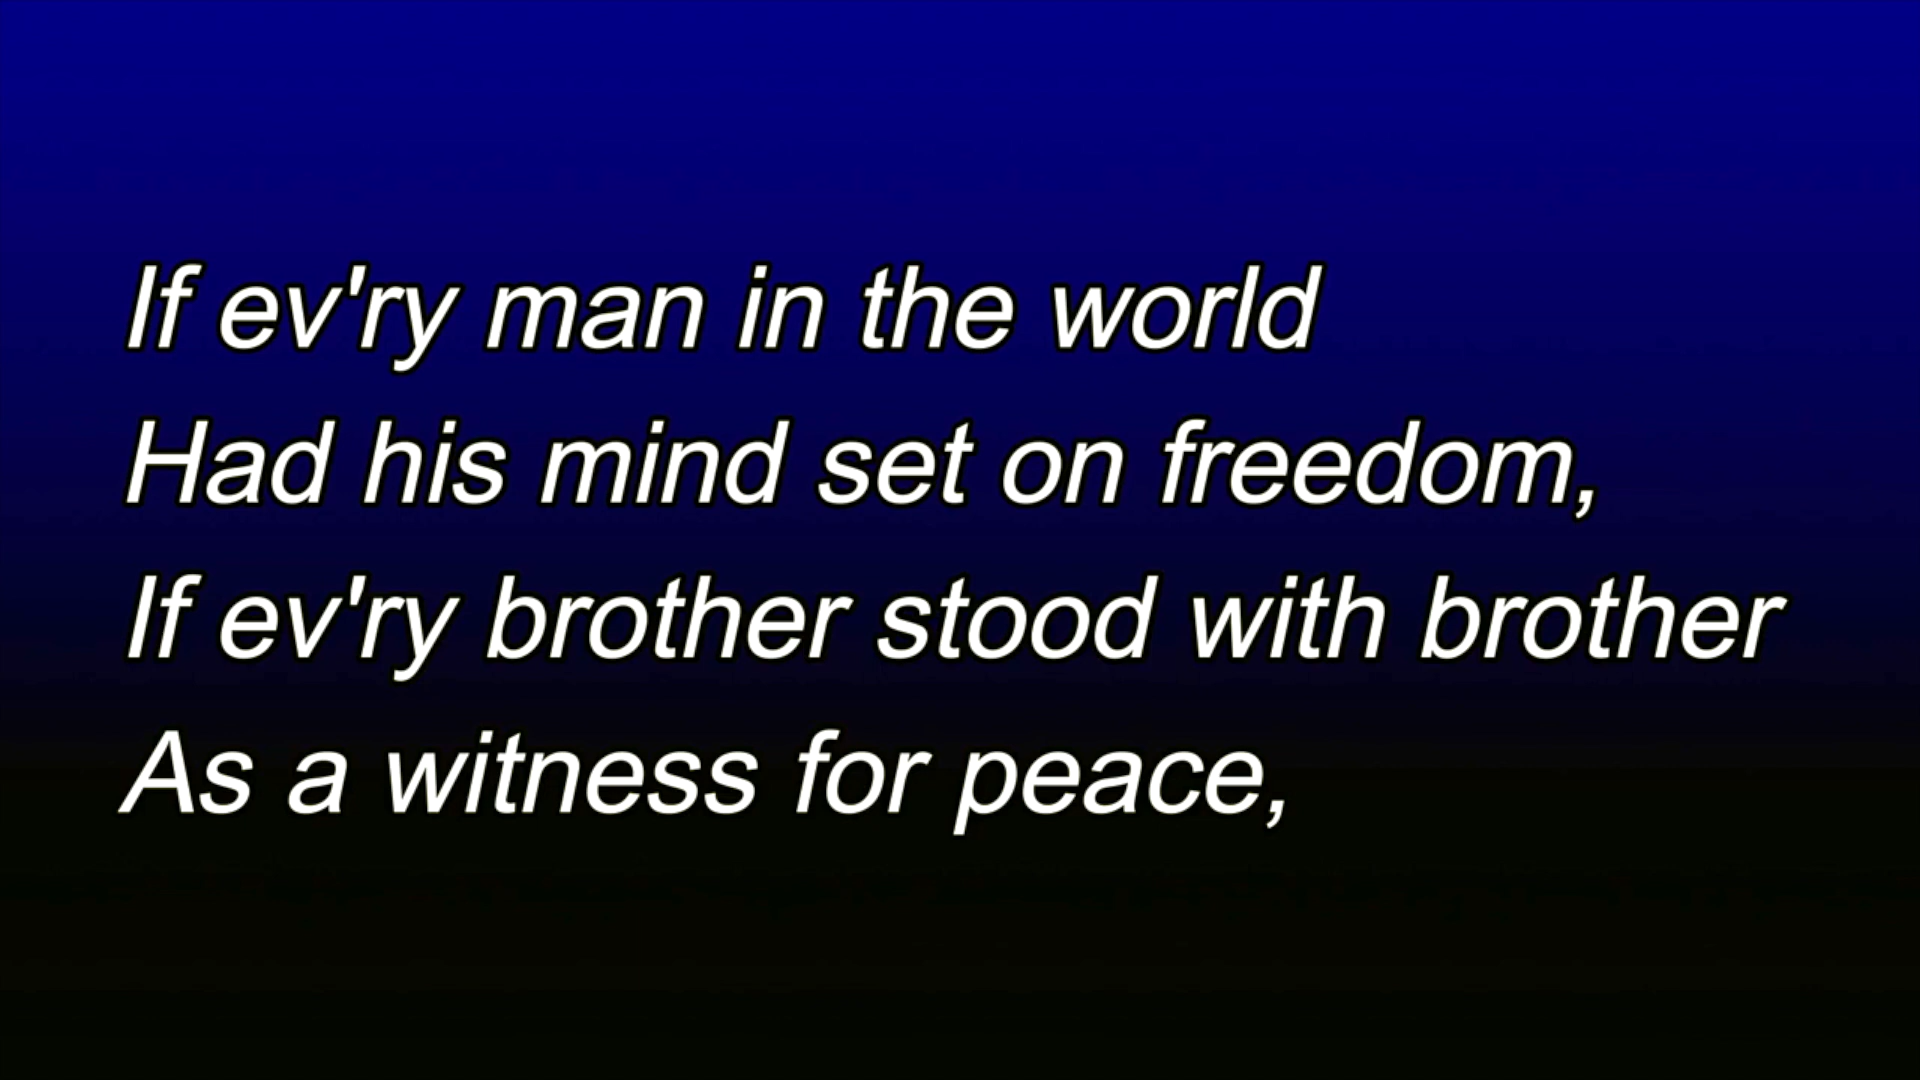 If ev'ry man in the world
Had his mind set on freedom,
If ev'ry brother stood with brother
As a witness for peace,